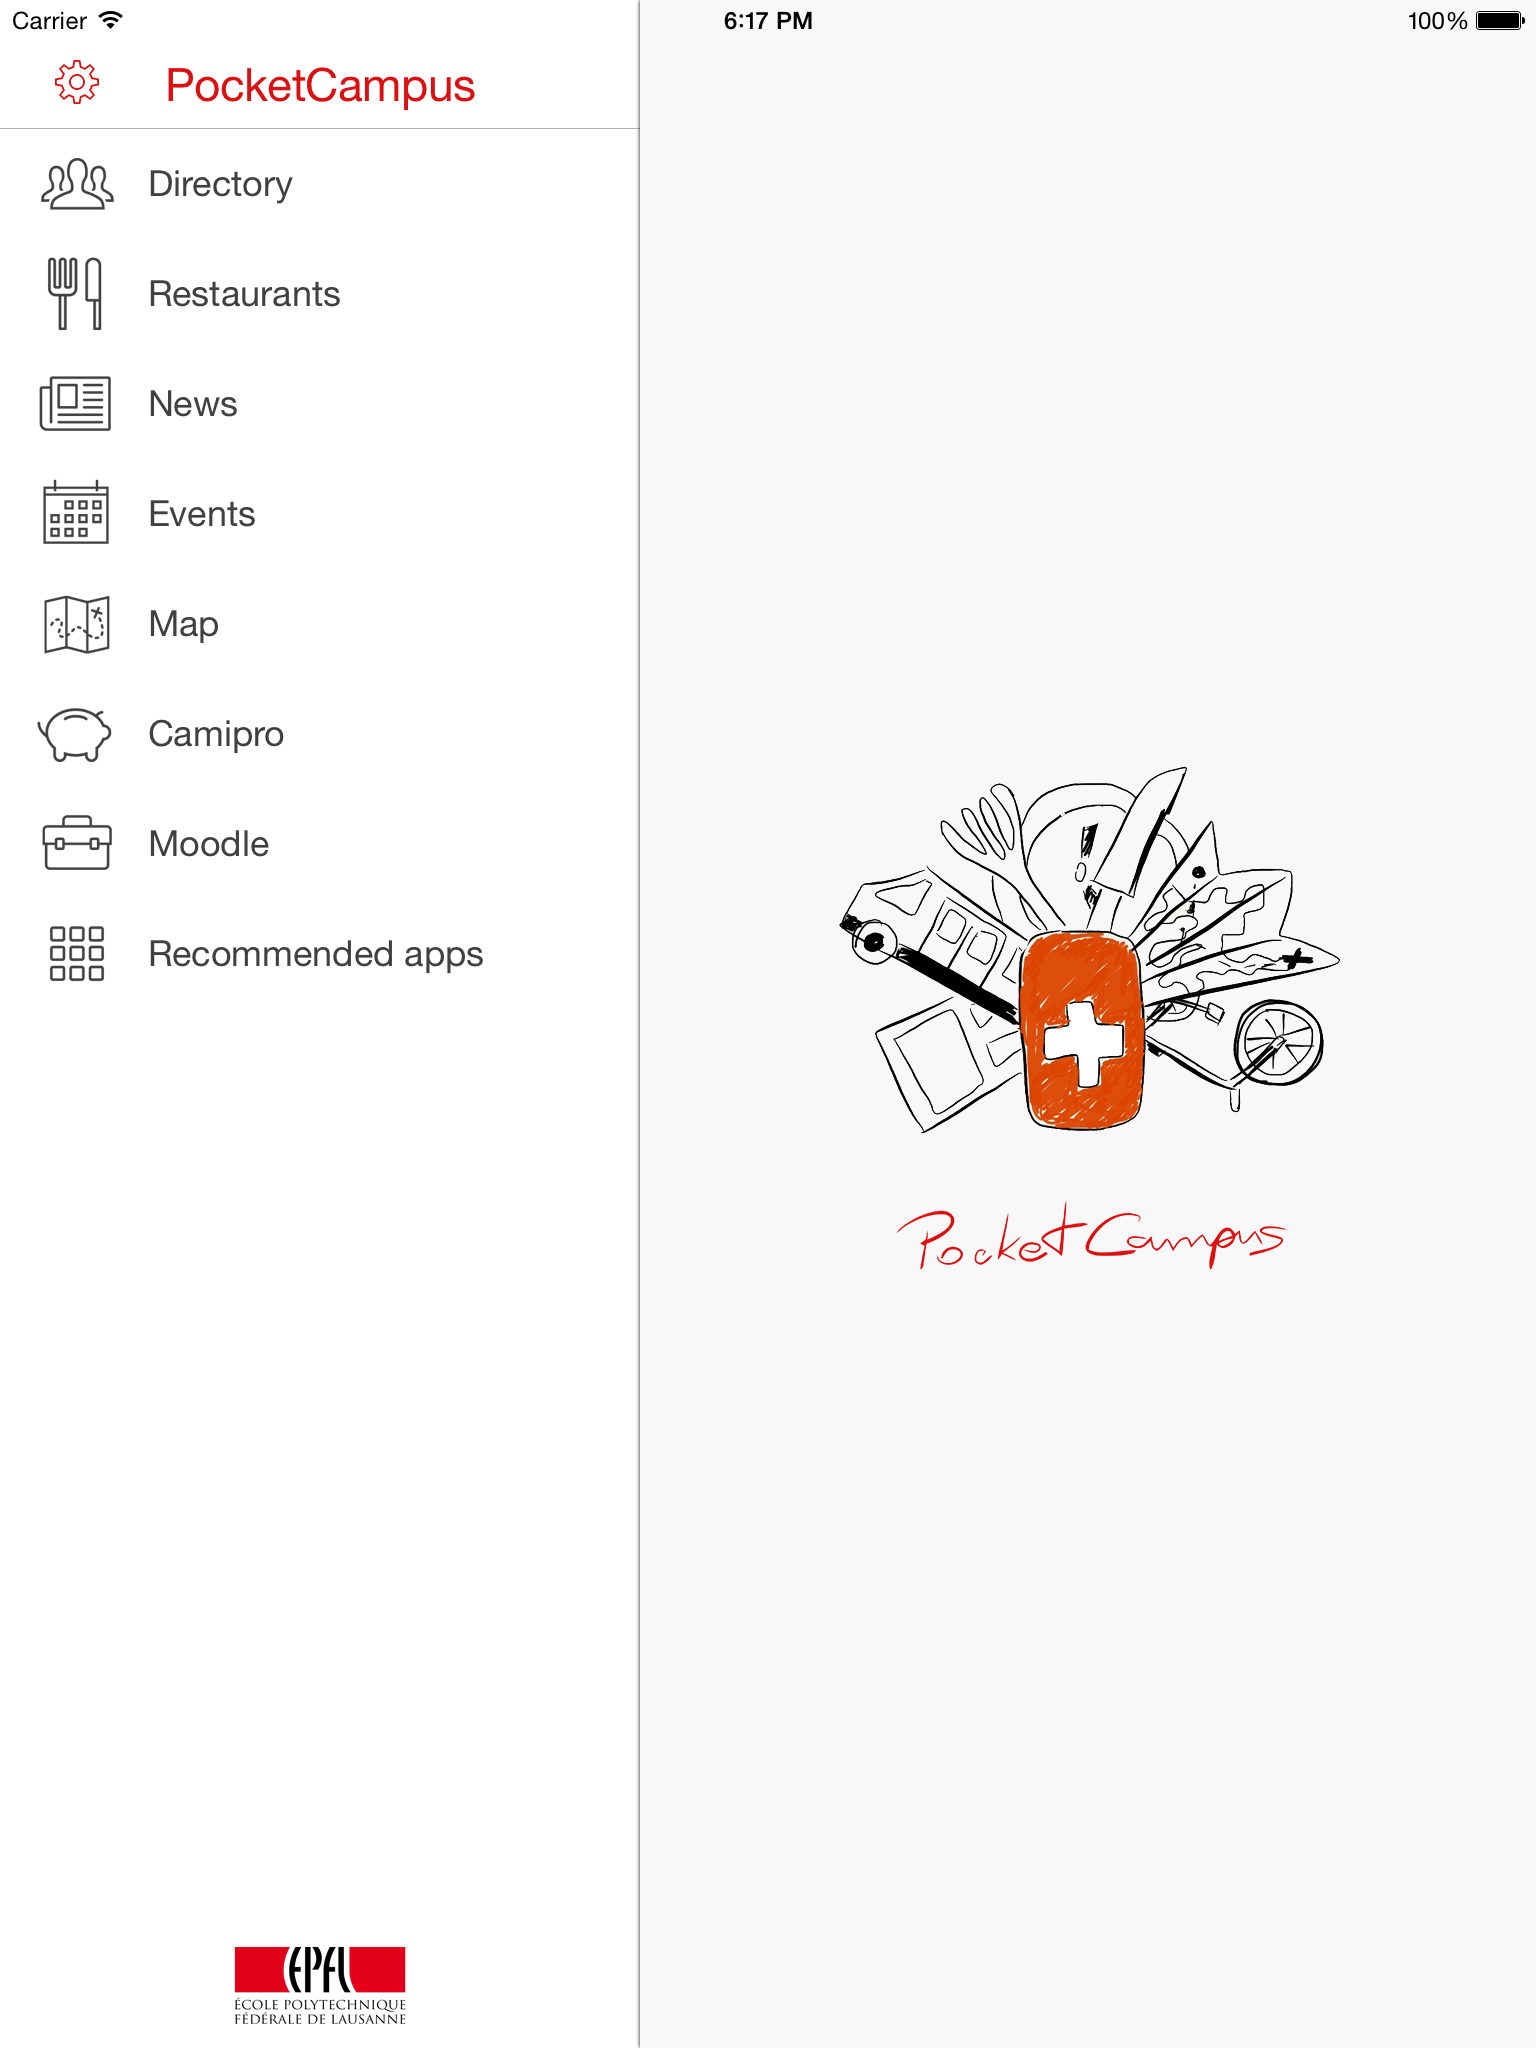 Carrier
6:17 PM
100%
PocketCampus
Directory
Restaurants
News
Events
Map
Camipro
Moodle
Recommended apps
PocketCampus
EPFL
ÉCOLE POLYTECHNIQUE
FÉDÉRALE DE LAUSANNE